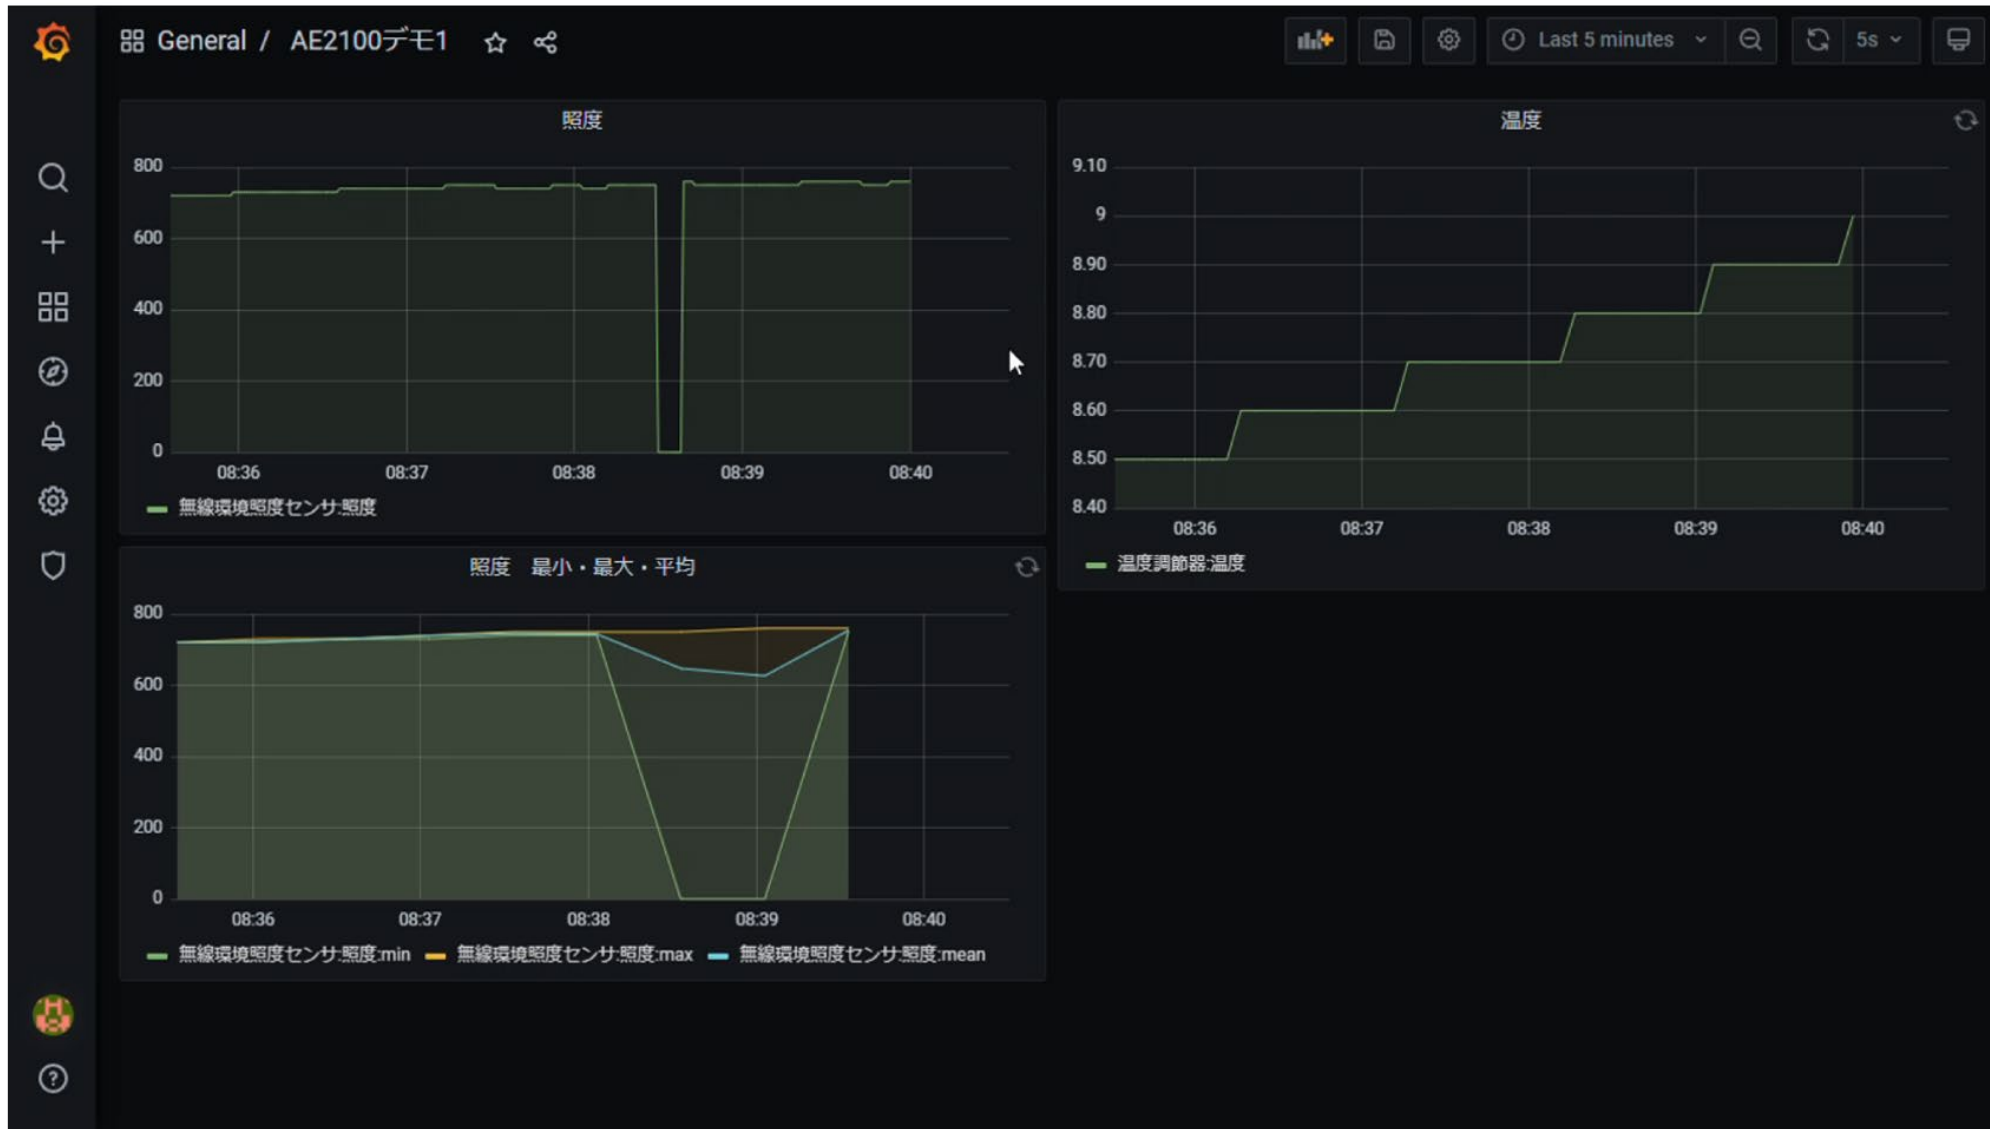 General / AE2100デモ1
Last 5 minutes
5s
照度
800
600
400
200
0
08:36 08:37 08:38 08:39 08:40
無線環境照度センサ:照度
温度
9.10
9
8.90
8.80
8.70
8.60
8.50
8.40
08:36 08:37 08:38 08:39 08:40
温度調節器:温度
照度 最小・最大・平均
800
600
400
200
0
08:36 08:37 08:38 08:39 08:40
無線環境照度センサ:照度:min 無線環境照度センサ:照度:max 無線環境照度センサ:照度:mean